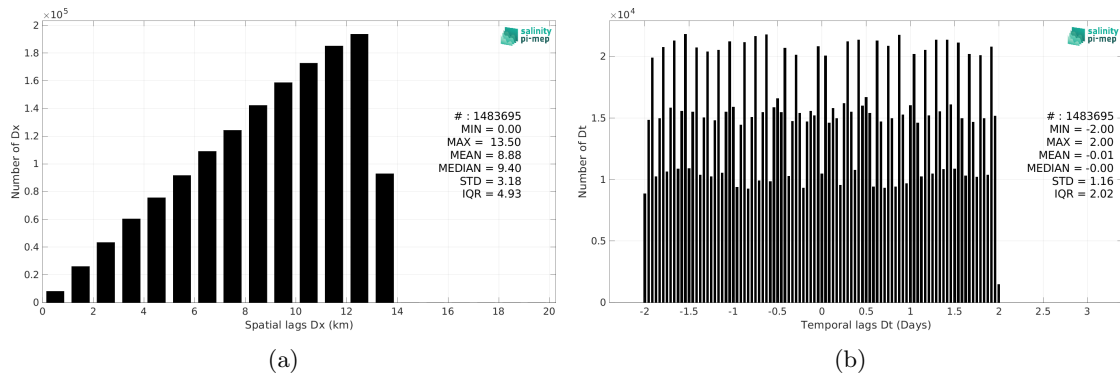 ×10⁵
2
1.8
1.6
1.4
1.2
1
0.8
0.6
0.4
0.2
0
Number of Dx
0 2 4 6 8 10 12 14 16 18 20
Spatial lags Dx (km)
salinity
pi-mep
# : 1483695
MIN = 0.00
MAX = 13.50
MEAN = 8.88
MEDIAN = 9.40
STD = 3.18
IQR = 4.93
(a)
×10⁴
2
1.5
1
0.5
0
Number of Dt
-2 -1.5 -1 -0.5 0 0.5 1 1.5 2 2.5 3
Temporal lags Dt (Days)
salinity
pi-mep
# : 1483695
MIN = -2.00
MAX = 2.00
MEAN = -0.01
MEDIAN = -0.00
STD = 1.16
IQR = 2.02
(b)